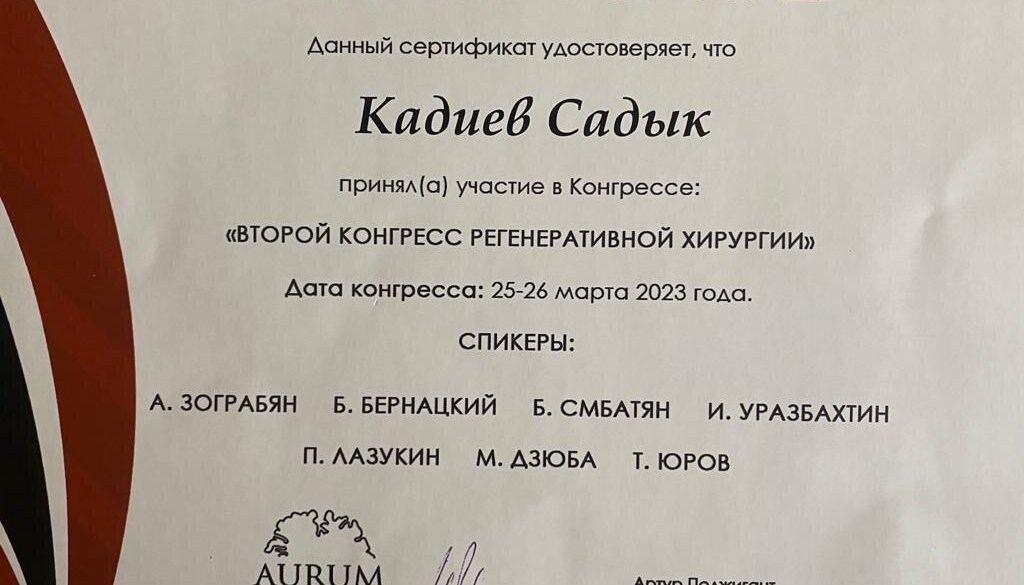 Данный сертификат удостоверяет, что
Кадиев Садык
принял(а) участие в Конгрессе:
«ВТОРОЙ КОНГРЕСС РЕГЕНЕРАТИВНОЙ ХИРУРГИИ»
Дата конгресса: 25-26 марта 2023 года.
СПИКЕРЫ:
А. ЗОГРАБЯН Б. БЕРНАЦКИЙ Б. СМБАТЯН И. УРАЗБАХТИН
П. ЛАЗУКИН М. ДЗЮБА Т. ЮРОВ
AURUM
Артур